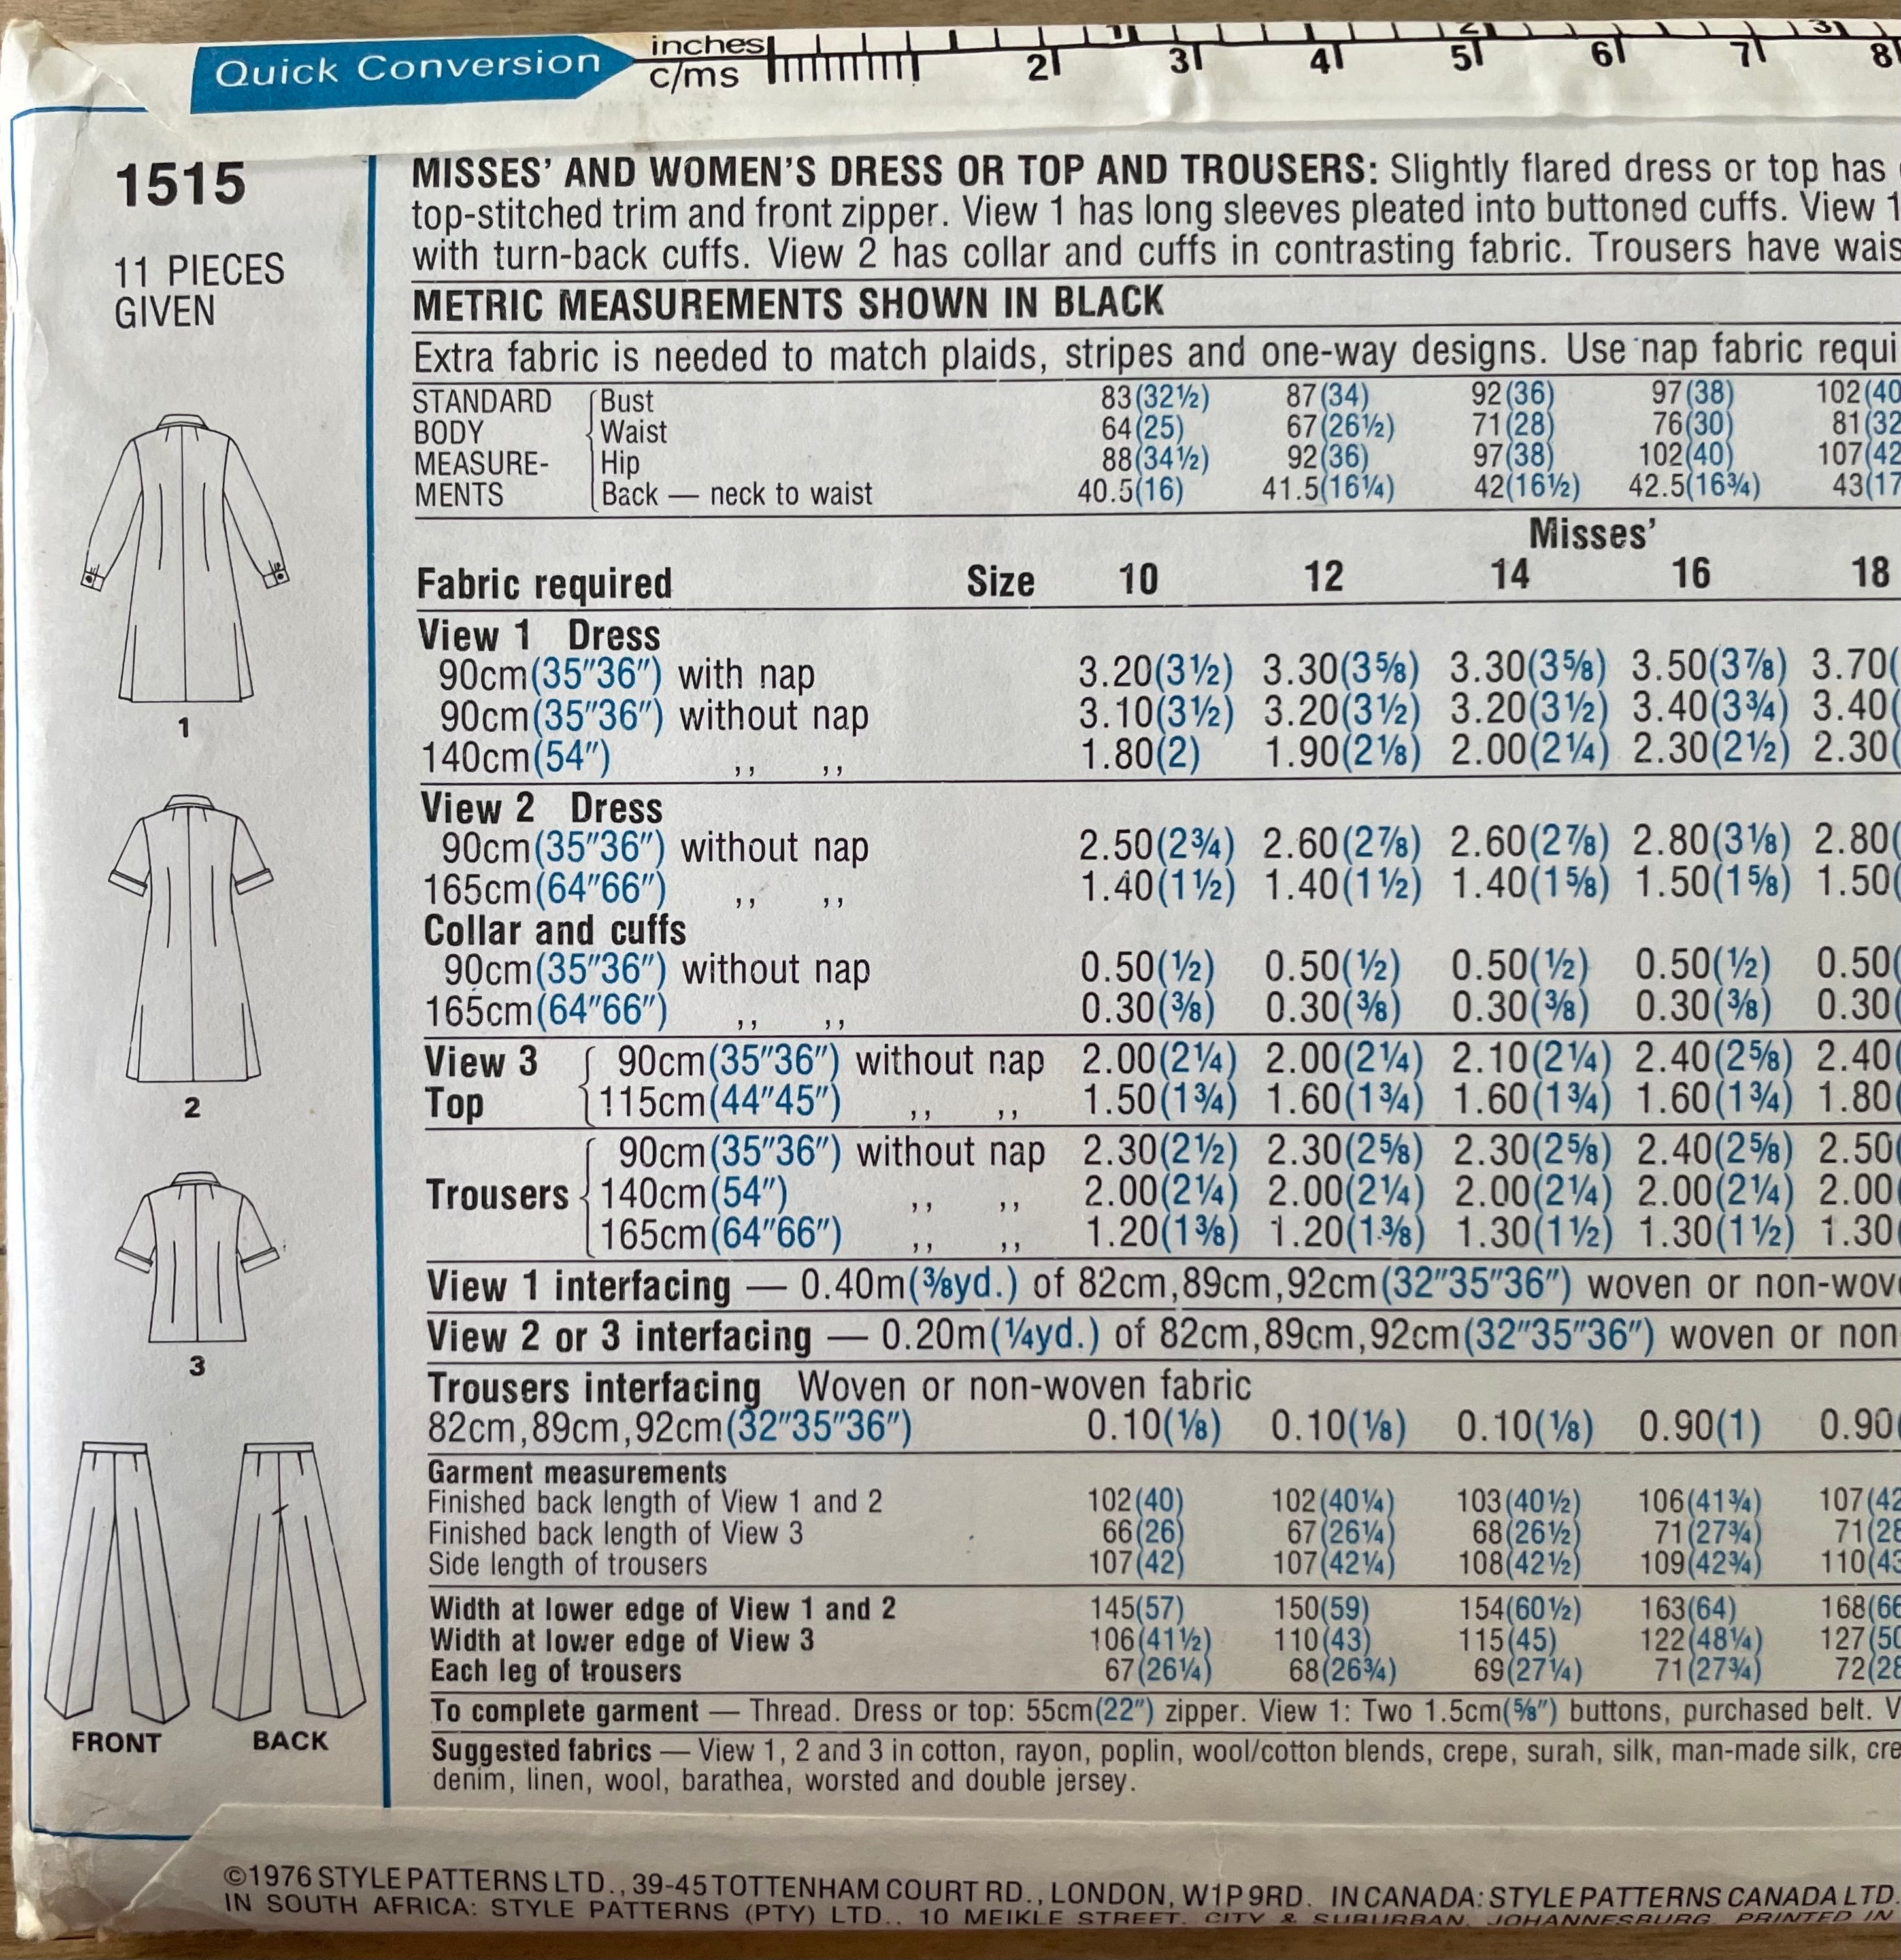 Quick Conversion
inches
c/ms
1 2 3
2 3 4 5 6 7 8
1515
11 PIECES
GIVEN
MISSES' AND WOMEN'S DRESS OR TOP AND TROUSERS: Slightly flared dress or top has
top-stitched trim and front zipper. View 1 has long sleeves pleated into buttoned cuffs. View 1
with turn-back cuffs. View 2 has collar and cuffs in contrasting fabric. Trousers have wais
METRIC MEASUREMENTS SHOWN IN BLACK
Extra fabric is needed to match plaids, stripes and one-way designs. Use nap fabric requi
STANDARD Bust 83(32½) 87(34) 92(36) 97(38) 102(40
BODY Waist 64(25) 67(26½) 71(28) 76(30) 81(32
MEASURE- Hip 88(34½) 92(36) 97(38) 102(40) 107(42
MENTS Back — neck to waist 40.5(16) 41.5(16¼) 42(16½) 42.5(16¾) 43(17
Misses'
Fabric required Size 10 12 14 16 18
View 1 Dress
90cm(35"36") with nap 3.20(3½) 3.30(3⅝) 3.30(3⅝) 3.50(3⅞) 3.70(
90cm(35"36") without nap 3.10(3½) 3.20(3½) 3.20(3½) 3.40(3¾) 3.40(
140cm(54") ,, ,, 1.80(2) 1.90(2⅛) 2.00(2¼) 2.30(2½) 2.30(
View 2 Dress
90cm(35"36") without nap 2.50(2¾) 2.60(2⅞) 2.60(2⅞) 2.80(3⅛) 2.80(
165cm(64"66") ,, ,, 1.40(1½) 1.40(1½) 1.40(1⅝) 1.50(1⅝) 1.50(
Collar and cuffs
90cm(35"36") without nap 0.50(½) 0.50(½) 0.50(½) 0.50(½) 0.50(
165cm(64"66") ,, ,, 0.30(⅜) 0.30(⅜) 0.30(⅜) 0.30(⅜) 0.30(
View 3 90cm(35"36") without nap 2.00(2¼) 2.00(2¼) 2.10(2¼) 2.40(2⅝) 2.40(
Top 115cm(44"45") ,, ,, 1.50(1¾) 1.60(1¾) 1.60(1¾) 1.60(1¾) 1.80(
90cm(35"36") without nap 2.30(2½) 2.30(2⅝) 2.30(2⅝) 2.40(2⅝) 2.50(
Trousers 140cm(54") ,, ,, 2.00(2¼) 2.00(2¼) 2.00(2¼) 2.00(2¼) 2.00(
165cm(64"66") ,, ,, 1.20(1⅜) 1.20(1⅜) 1.30(1½) 1.30(1½) 1.30(
View 1 interfacing — 0.40m(⅜yd.) of 82cm,89cm,92cm(32"35"36") woven or non-wov
View 2 or 3 interfacing — 0.20m(¼yd.) of 82cm,89cm,92cm(32"35"36") woven or non
Trousers interfacing Woven or non-woven fabric
82cm,89cm,92cm(32"35"36") 0.10(⅛) 0.10(⅛) 0.10(⅛) 0.90(1) 0.90(
Garment measurements
Finished back length of View 1 and 2 102(40) 102(40¼) 103(40½) 106(41¾) 107(42
Finished back length of View 3 66(26) 67(26¼) 68(26½) 71(27¾) 71(28
Side length of trousers 107(42) 107(42¼) 108(42½) 109(42¾) 110(43
Width at lower edge of View 1 and 2 145(57) 150(59) 154(60½) 163(64) 168(66
Width at lower edge of View 3 106(41½) 110(43) 115(45) 122(48¼) 127(50
Each leg of trousers 67(26¼) 68(26¾) 69(27¼) 71(27¾) 72(28
To complete garment — Thread. Dress or top: 55cm(22") zipper. View 1: Two 1.5cm(⅝") buttons, purchased belt. V
Suggested fabrics — View 1, 2 and 3 in cotton, rayon, poplin, wool/cotton blends, crepe, surah, silk, man-made silk, cre
denim, linen, wool, barathea, worsted and double jersey.
1
2
3
FRONT BACK
©1976 STYLE PATTERNS LTD., 39-45 TOTTENHAM COURT RD., LONDON, W1P 9RD. IN CANADA: STYLE PATTERNS CANADA LTD.
IN SOUTH AFRICA: STYLE PATTERNS (PTY) LTD., 10 MEIKLE STREET, CITY & SUBURBAN, JOHANNESBURG. PRINTED IN